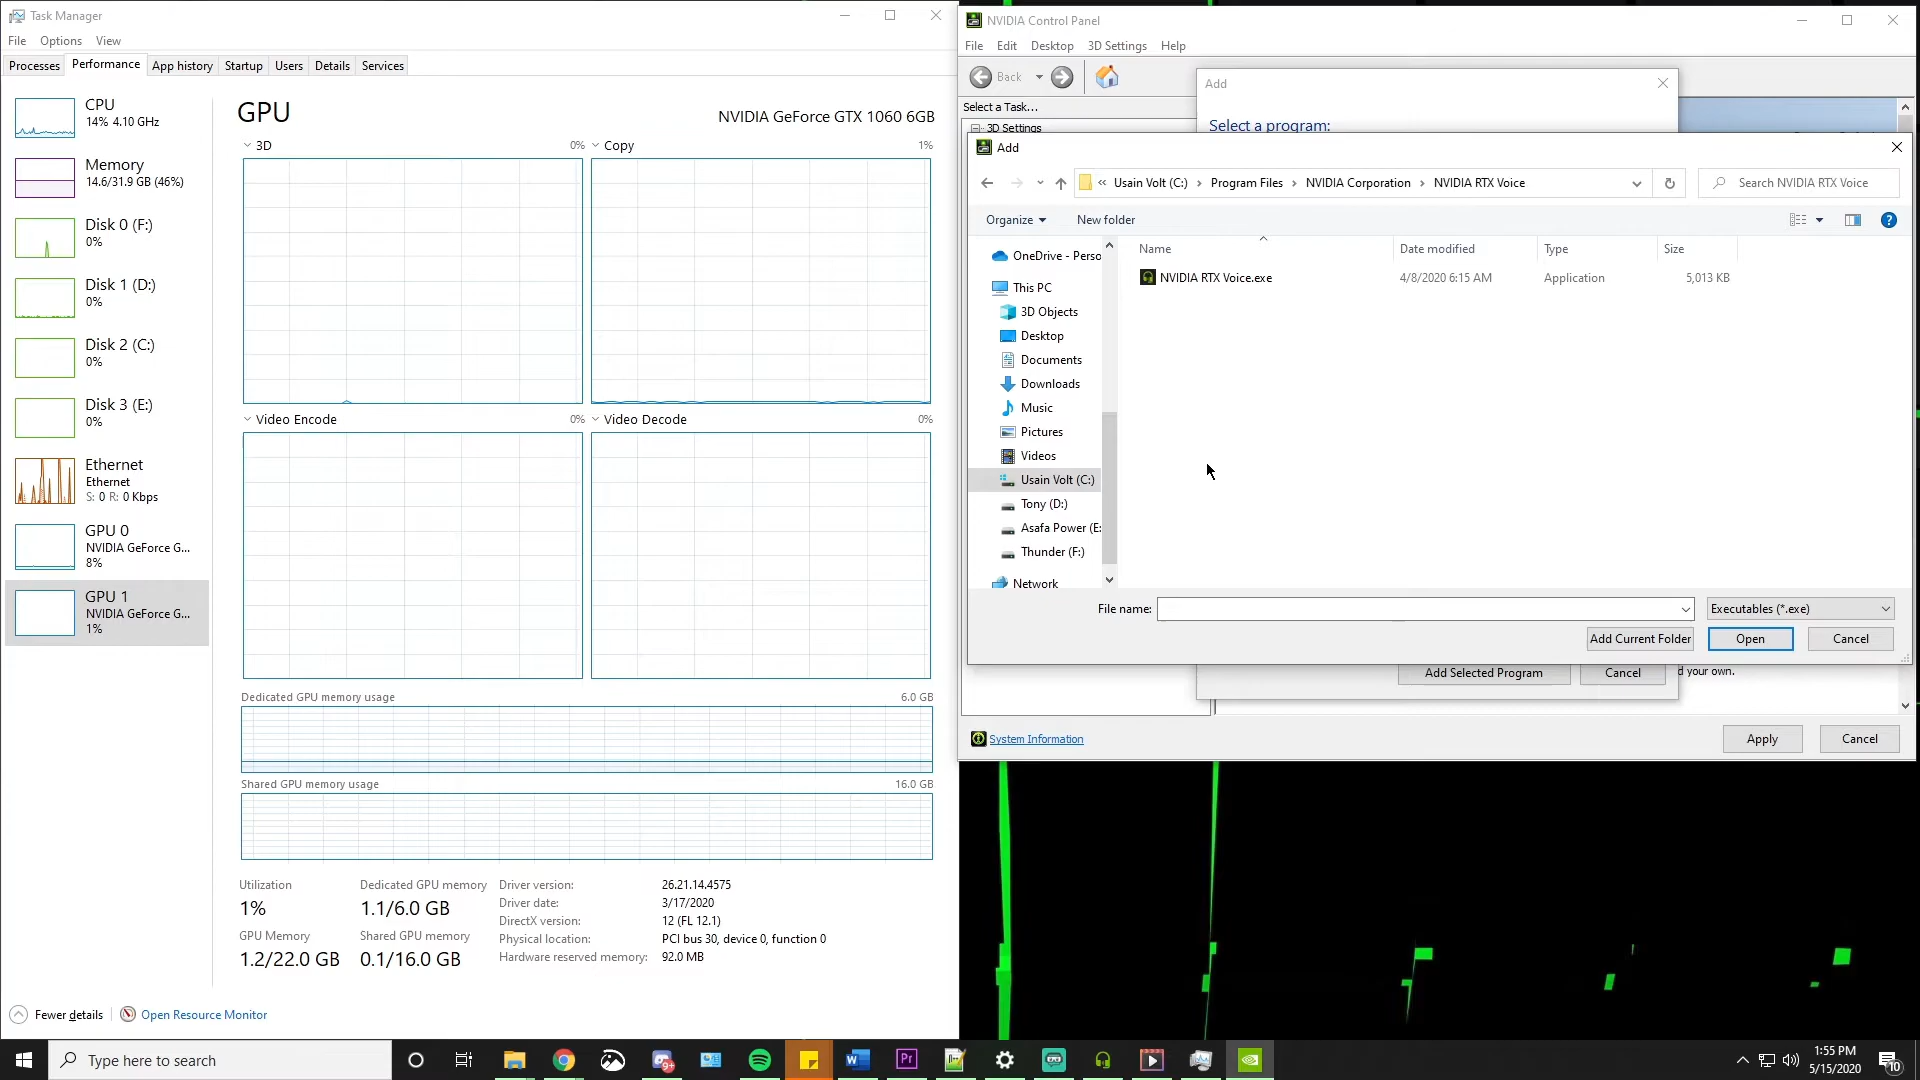 Task Manager
File Options View
Processes Performance App history Startup Users Details Services
CPU
14% 4.10 GHz
Memory
14.6/31.9 GB (46%)
Disk 0 (F:)
0%
Disk 1 (D:)
0%
Disk 2 (C:)
0%
Disk 3 (E:)
0%
Ethernet
Ethernet
S: 0 R: 0 Kbps
GPU 0
NVIDIA GeForce G...
8%
GPU 1
NVIDIA GeForce G...
1%
GPU
NVIDIA GeForce GTX 1060 6GB
3D 0%
Copy 1%
Video Encode 0%
Video Decode 0%
Dedicated GPU memory usage 6.0 GB
Shared GPU memory usage 16.0 GB
Utilization
1%
Dedicated GPU memory
1.1/6.0 GB
GPU Memory
1.2/22.0 GB
Shared GPU memory
0.1/16.0 GB
Driver version: 26.21.14.4575
Driver date: 3/17/2020
DirectX version: 12 (FL 12.1)
Physical location: PCI bus 30, device 0, function 0
Hardware reserved memory: 92.0 MB
Fewer details
Open Resource Monitor
NVIDIA Control Panel
File Edit Desktop 3D Settings Help
Back
Select a Task...
3D Settings
Add
Select a program:
Add
« Usain Volt (C:) › Program Files › NVIDIA Corporation › NVIDIA RTX Voice
Search NVIDIA RTX Voice
Organize
New folder
OneDrive - Perso
This PC
3D Objects
Desktop
Documents
Downloads
Music
Pictures
Videos
Usain Volt (C:)
Tony (D:)
Asafa Power (E:
Thunder (F:)
Network
Name Date modified Type Size
NVIDIA RTX Voice.exe 4/8/2020 6:15 AM Application 5,013 KB
File name:
Executables (*.exe)
Add Current Folder
Open
Cancel
Add Selected Program
Cancel
d your own.
System Information
Apply
Cancel
Type here to search
9+
Pr
1:55 PM
5/15/2020
10